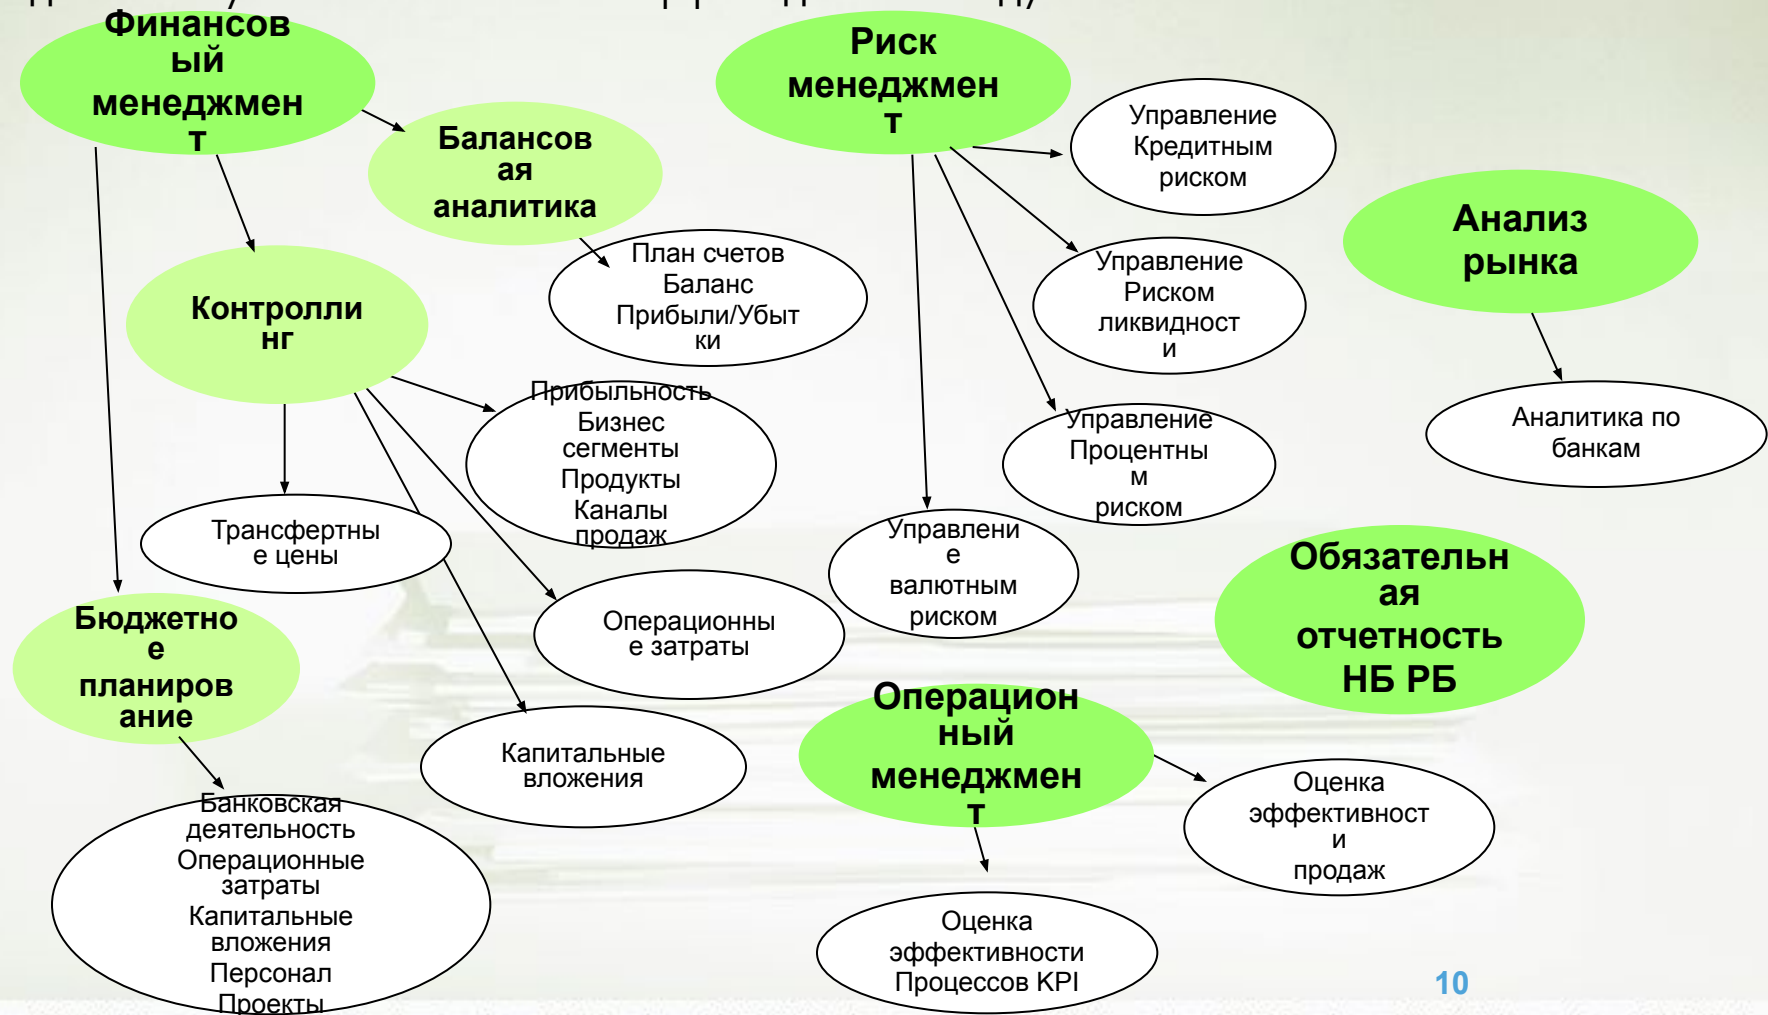 Финансов
ый
менеджмен
т
Балансов
ая
аналитика
План счетов
Баланс
Прибыли/Убыт
ки
Контролли
нг
Прибыльность
Бизнес
сегменты
Продукты
Каналы
продаж
Трансфертны
е цены
Операционны
е затраты
Капитальные
вложения
Бюджетно
е
планиров
ание
Банковская
деятельность
Операционные
затраты
Капитальные
вложения
Персонал
Проекты
Риск
менеджмен
т
Управление
Кредитным
риском
Управление
Риском
ликвидност
и
Управление
Процентны
м
риском
Управлени
е
валютным
риском
Анализ
рынка
Аналитика по
банкам
Обязательн
ая
отчетность
НБ РБ
Операцион
ный
менеджмен
т
Оценка
эффективност
и
продаж
Оценка
эффективности
Процессов KPI
10